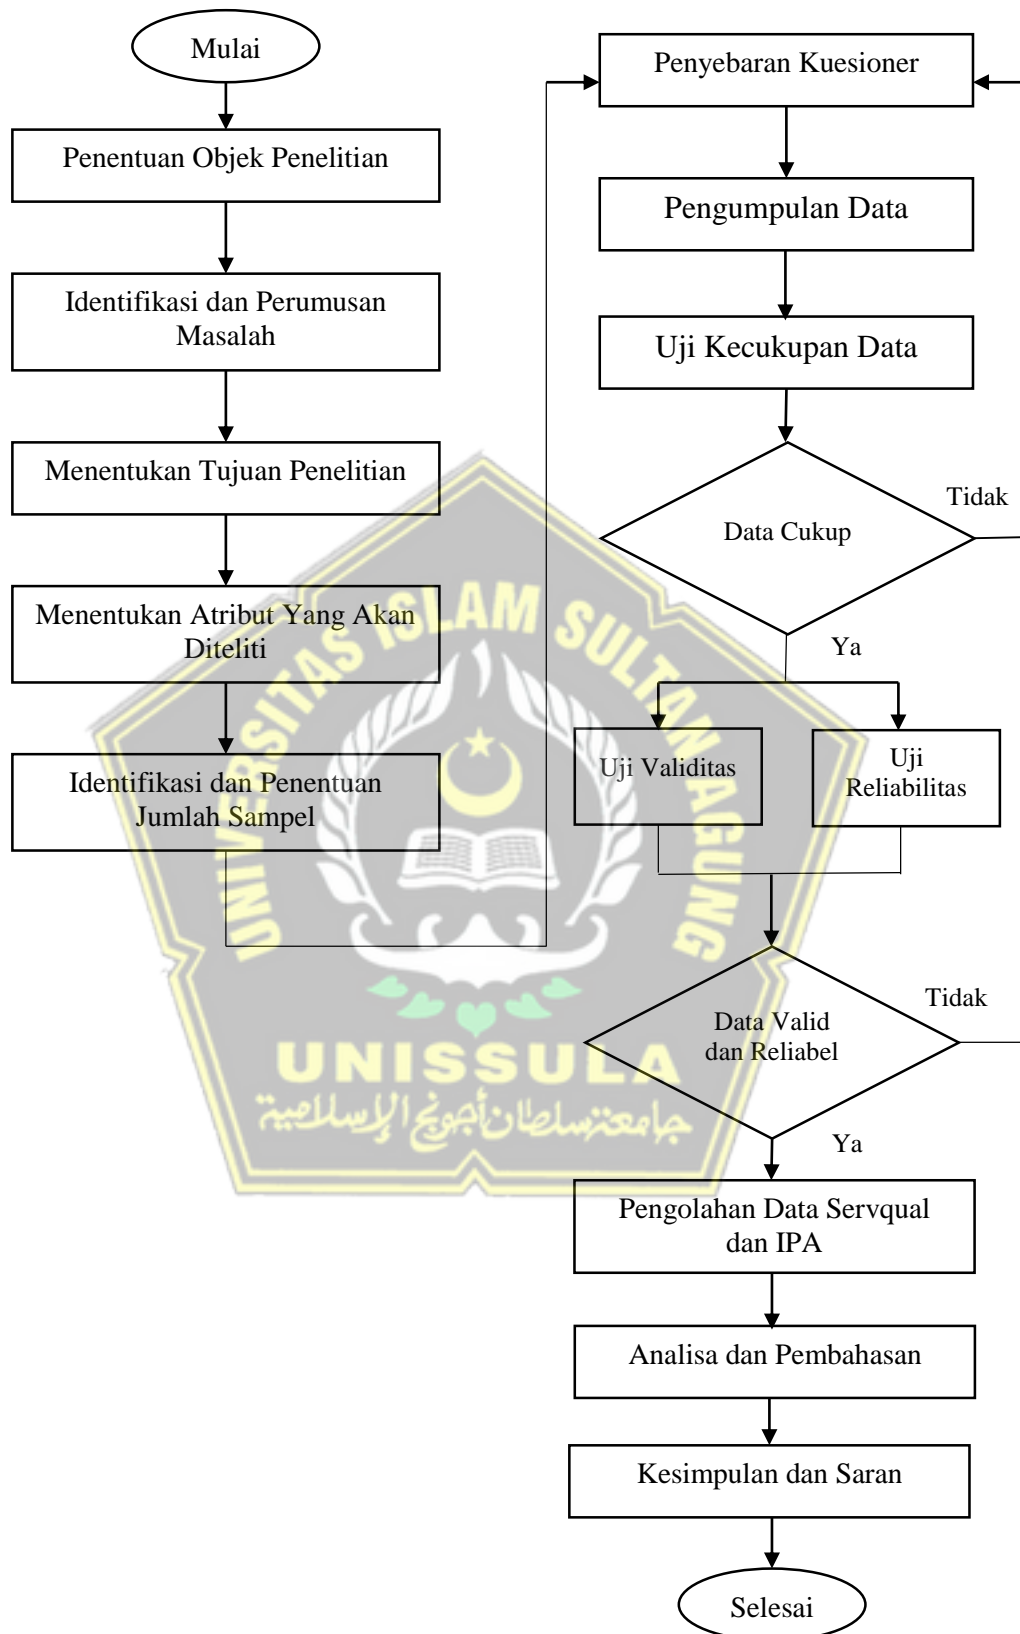 Mulai
Penentuan Objek Penelitian
Identifikasi dan Perumusan
Masalah
Menentukan Tujuan Penelitian
Menentukan Atribut Yang Akan
Diteliti
Identifikasi dan Penentuan
Jumlah Sampel
Penyebaran Kuesioner
Pengumpulan Data
Uji Kecukupan Data
Data Cukup
Tidak
Ya
Uji Validitas
Uji
Reliabilitas
Data Valid
dan Reliabel
Tidak
Ya
Pengolahan Data Servqual
dan IPA
Analisa dan Pembahasan
Kesimpulan dan Saran
Selesai
UNIVERSITAS ISLAM SULTAN AGUNG
UNISSULA
جامعتسلطان أجونج الإسلامية